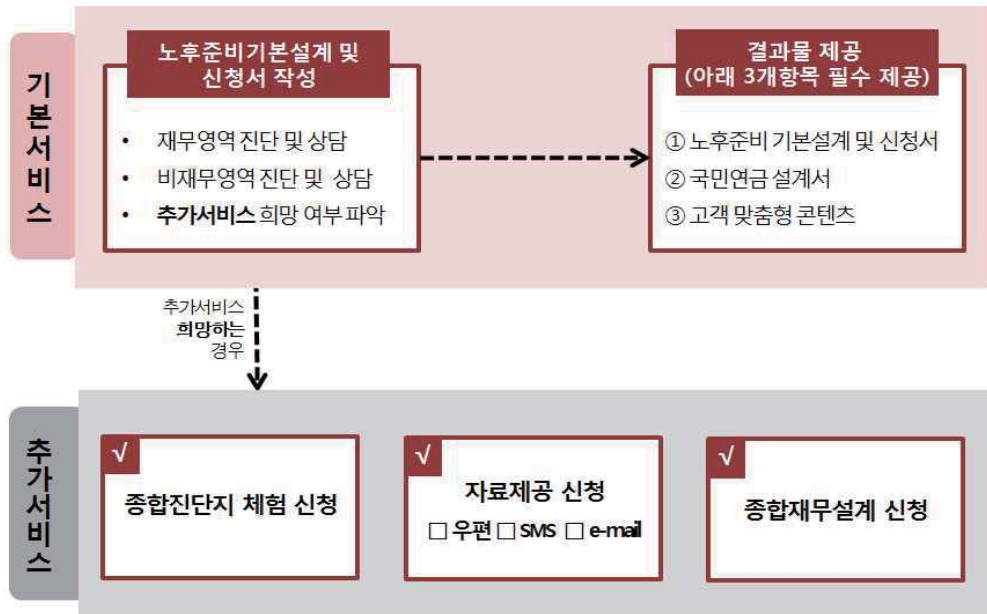 기본서비스
노후준비기본설계 및
신청서 작성
• 재무영역 진단 및 상담
• 비재무영역 진단 및 상담
• 추가서비스 희망 여부 파악
결과물 제공
(아래 3개항목 필수 제공)
① 노후준비 기본설계 및 신청서
② 국민연금 설계서
③ 고객 맞춤형 콘텐츠
추가서비스
희망하는
경우
추가서비스
√
종합진단지 체험 신청
√
자료제공 신청
□ 우편 □ SMS □ e-mail
√
종합재무설계 신청